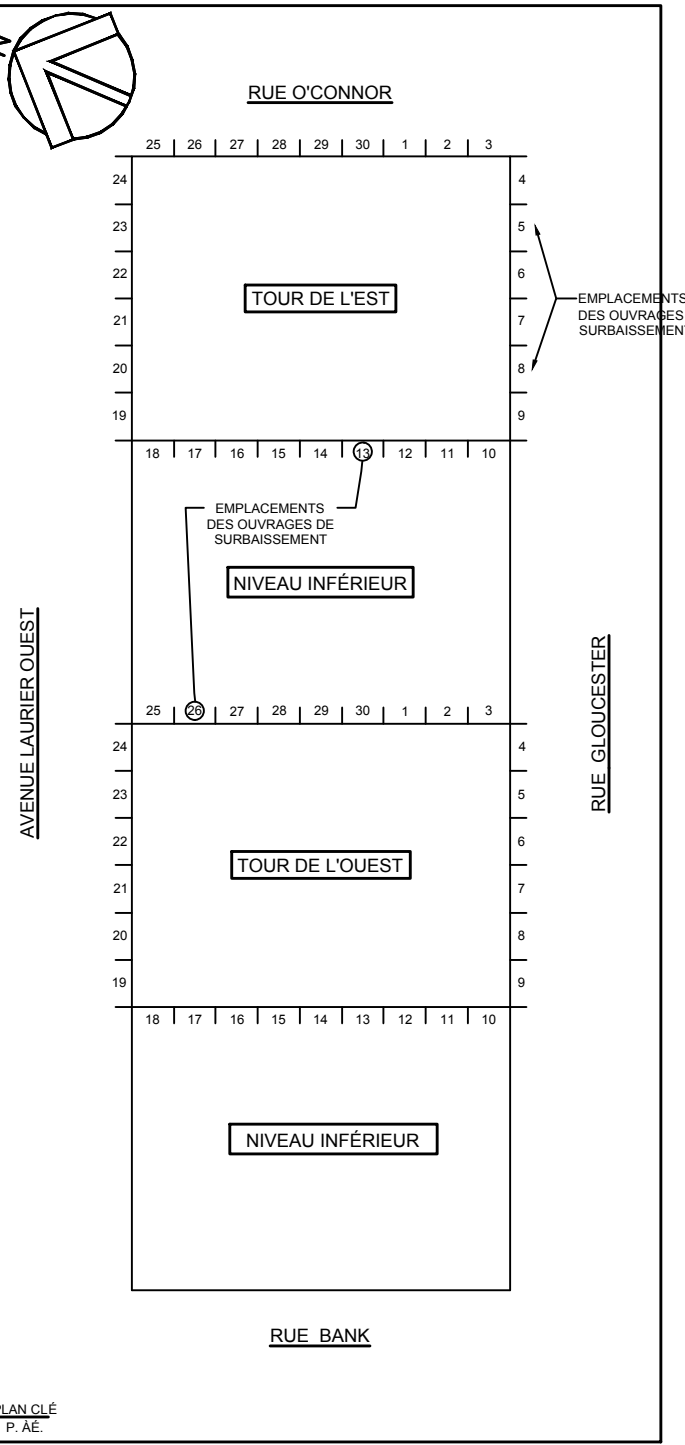 N
RUE O'CONNOR
25 26 27 28 29 30 1 2 3
24 4
23 5
22 6
TOUR DE L'EST
EMPLACEMENTS
DES OUVRAGES
SURBAISSEMENT
21 7
20 8
19 9
18 17 16 15 14 13 12 11 10
EMPLACEMENTS
DES OUVRAGES DE
SURBAISSEMENT
NIVEAU INFÉRIEUR
AVENUE LAURIER OUEST
RUE GLOUCESTER
25 26 27 28 29 30 1 2 3
24 4
23 5
22 6
TOUR DE L'OUEST
21 7
20 8
19 9
18 17 16 15 14 13 12 11 10
NIVEAU INFÉRIEUR
RUE BANK
PLAN CLÉ
P. ÀÉ.